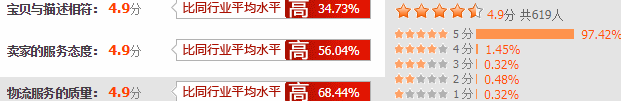 宝贝与描述相符：4.9分 比同行业平均水平 高 34.73%
卖家的服务态度：4.9分 比同行业平均水平 高 56.04%
物流服务的质量：4.9分 比同行业平均水平 高 68.44%
4.9分 共619人
5分 97.42%
4分 1.45%
3分 0.32%
2分 0.48%
1分 0.32%